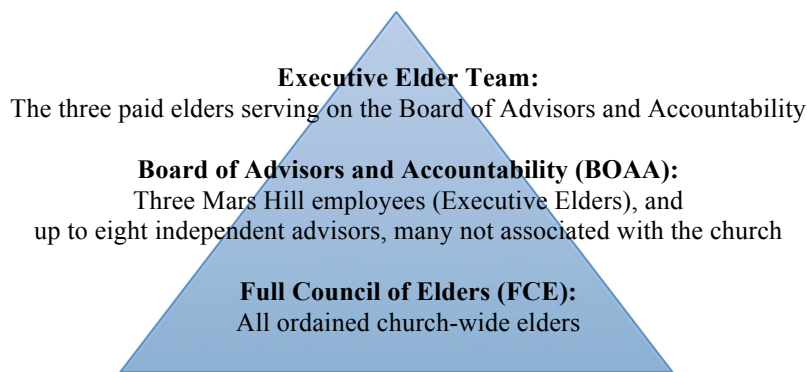 Executive Elder Team:
The three paid elders serving on the Board of Advisors and Accountability
Board of Advisors and Accountability (BOAA):
Three Mars Hill employees (Executive Elders), and
up to eight independent advisors, many not associated with the church
Full Council of Elders (FCE):
All ordained church-wide elders